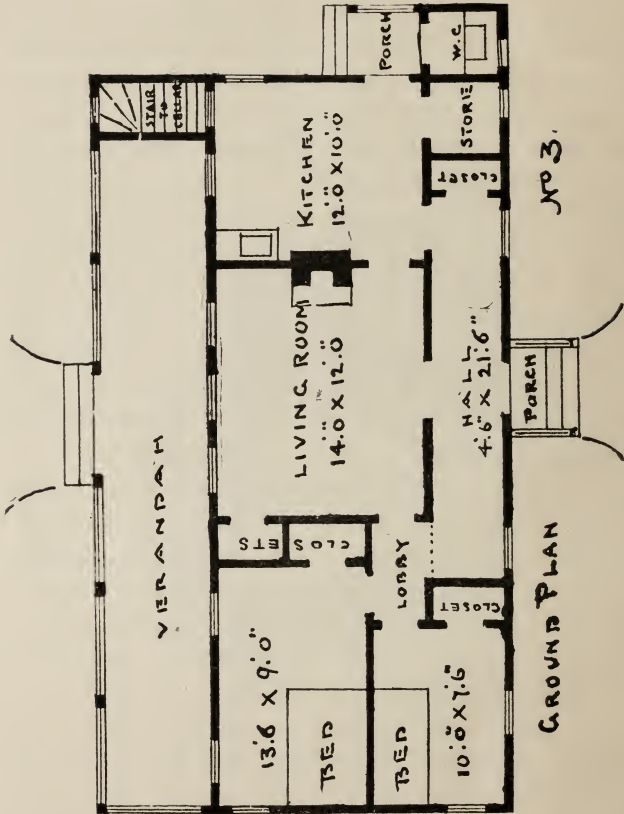 VERANDAH
STAIR
TO
CELLAR
PORCH
W.C
STORE
KITCHEN
12'.0" X 10'.0
CLOSET
LIVING ROOM
14'.0" X 12'.0
HALL
4'.6" X 21'.6"
PORCH
CLOSETS
LOBBY
CLOSET
13'.6 X 9'.0"
BED
BED
10'.0" X 7'.6"
GROUND PLAN
No 3.